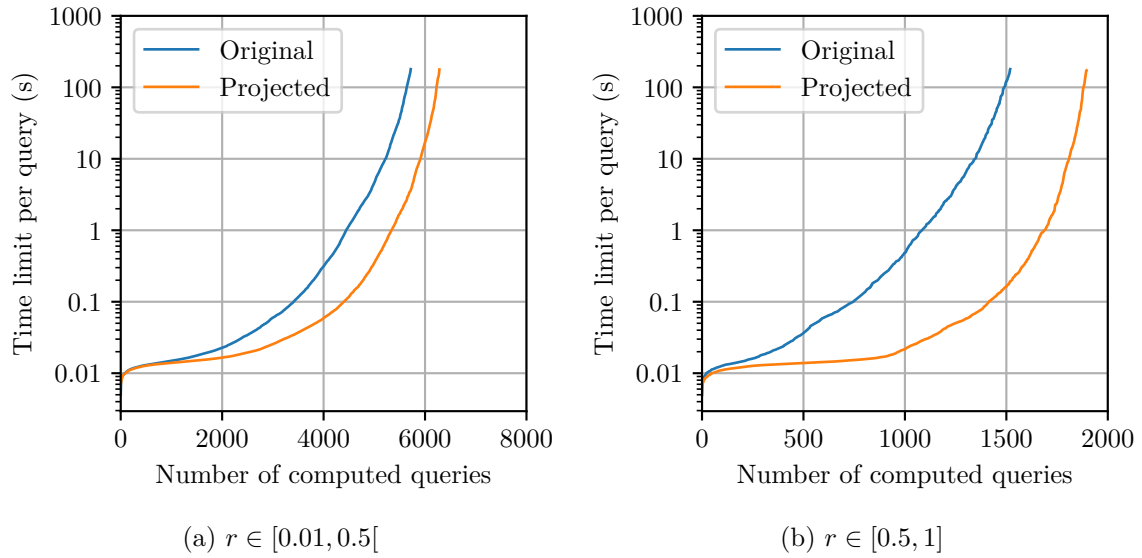 1000
100
10
1
0.1
0.01
Time limit per query (s)
Original
Projected
0 2000 4000 6000 8000
Number of computed queries
(a) r ∈ [0.01, 0.5[
1000
100
10
1
0.1
0.01
Time limit per query (s)
Original
Projected
0 500 1000 1500 2000
Number of computed queries
(b) r ∈ [0.5, 1]